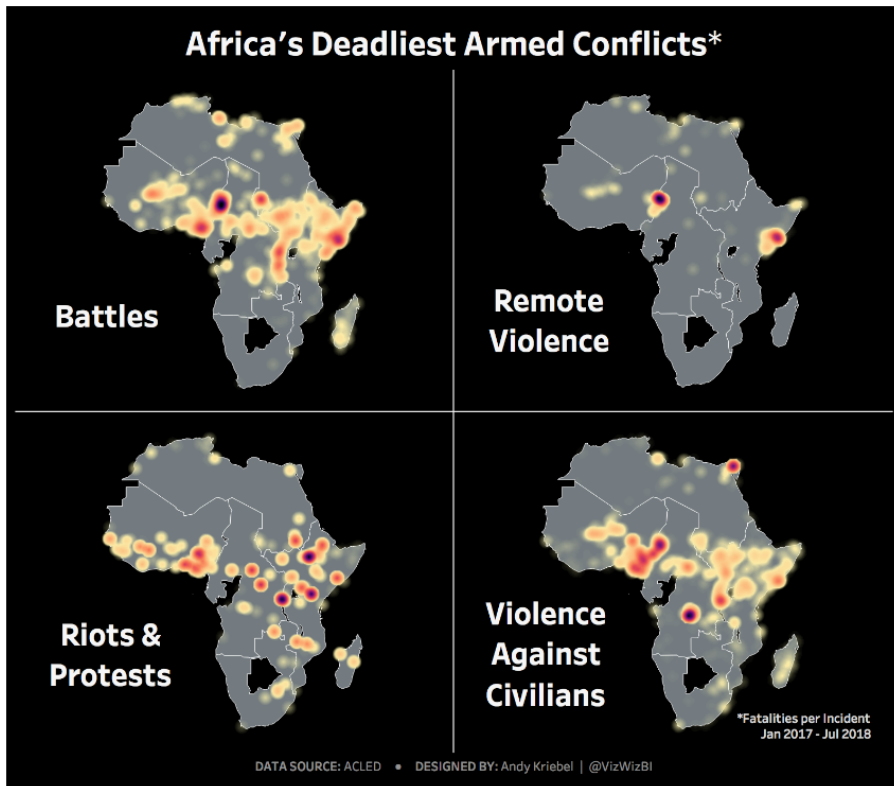 Africa's Deadliest Armed Conflicts*
Battles
Remote
Violence
Riots &
Protests
Violence
Against
Civilians
*Fatalities per Incident
Jan 2017 - Jul 2018
DATA SOURCE: ACLED • DESIGNED BY: Andy Kriebel | @VizWizBI